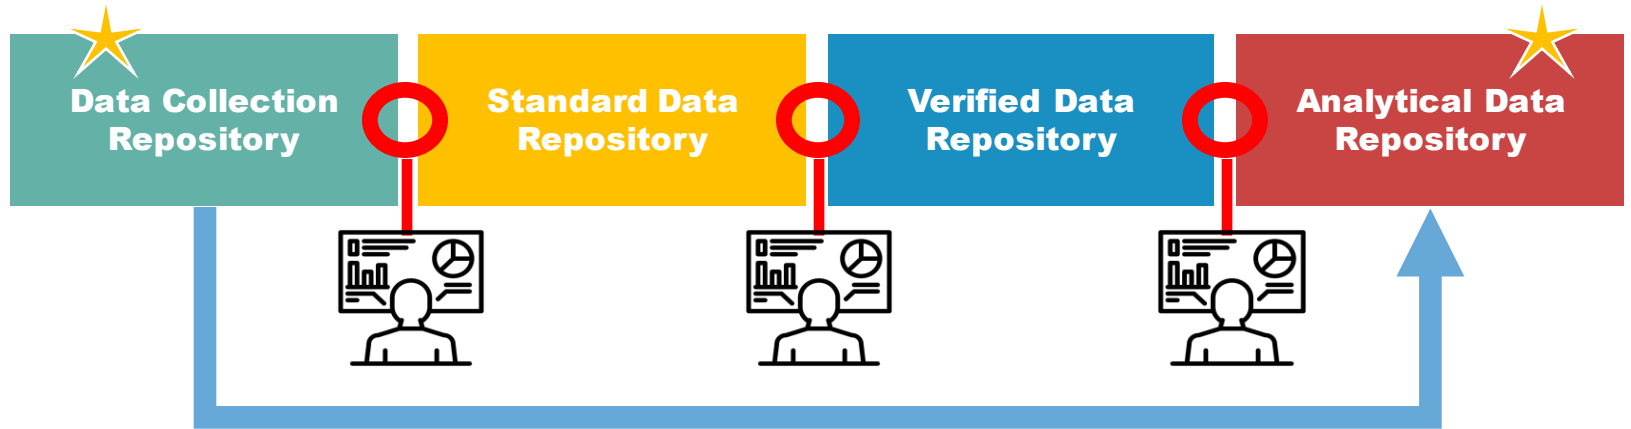 Data Collection
Repository
Standard Data
Repository
Verified Data
Repository
Analytical Data
Repository